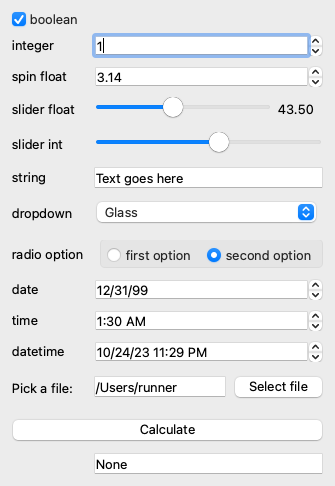 boolean
integer 1
spin float 3.14
slider float 43.50
slider int
string Text goes here
dropdown Glass
radio option first option second option
date 12/31/99
time 1:30 AM
datetime 10/24/23 11:29 PM
Pick a file: /Users/runner Select file
Calculate
None